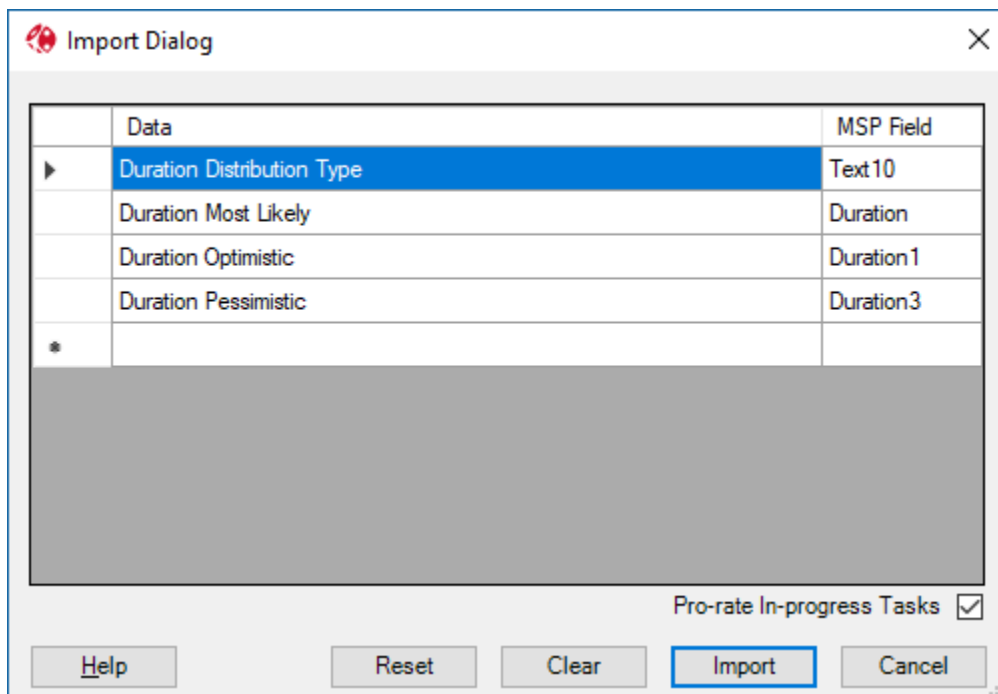 Import Dialog
Data MSP Field
Duration Distribution Type Text10
Duration Most Likely Duration
Duration Optimistic Duration1
Duration Pessimistic Duration3
Pro-rate In-progress Tasks
Help Reset Clear Import Cancel